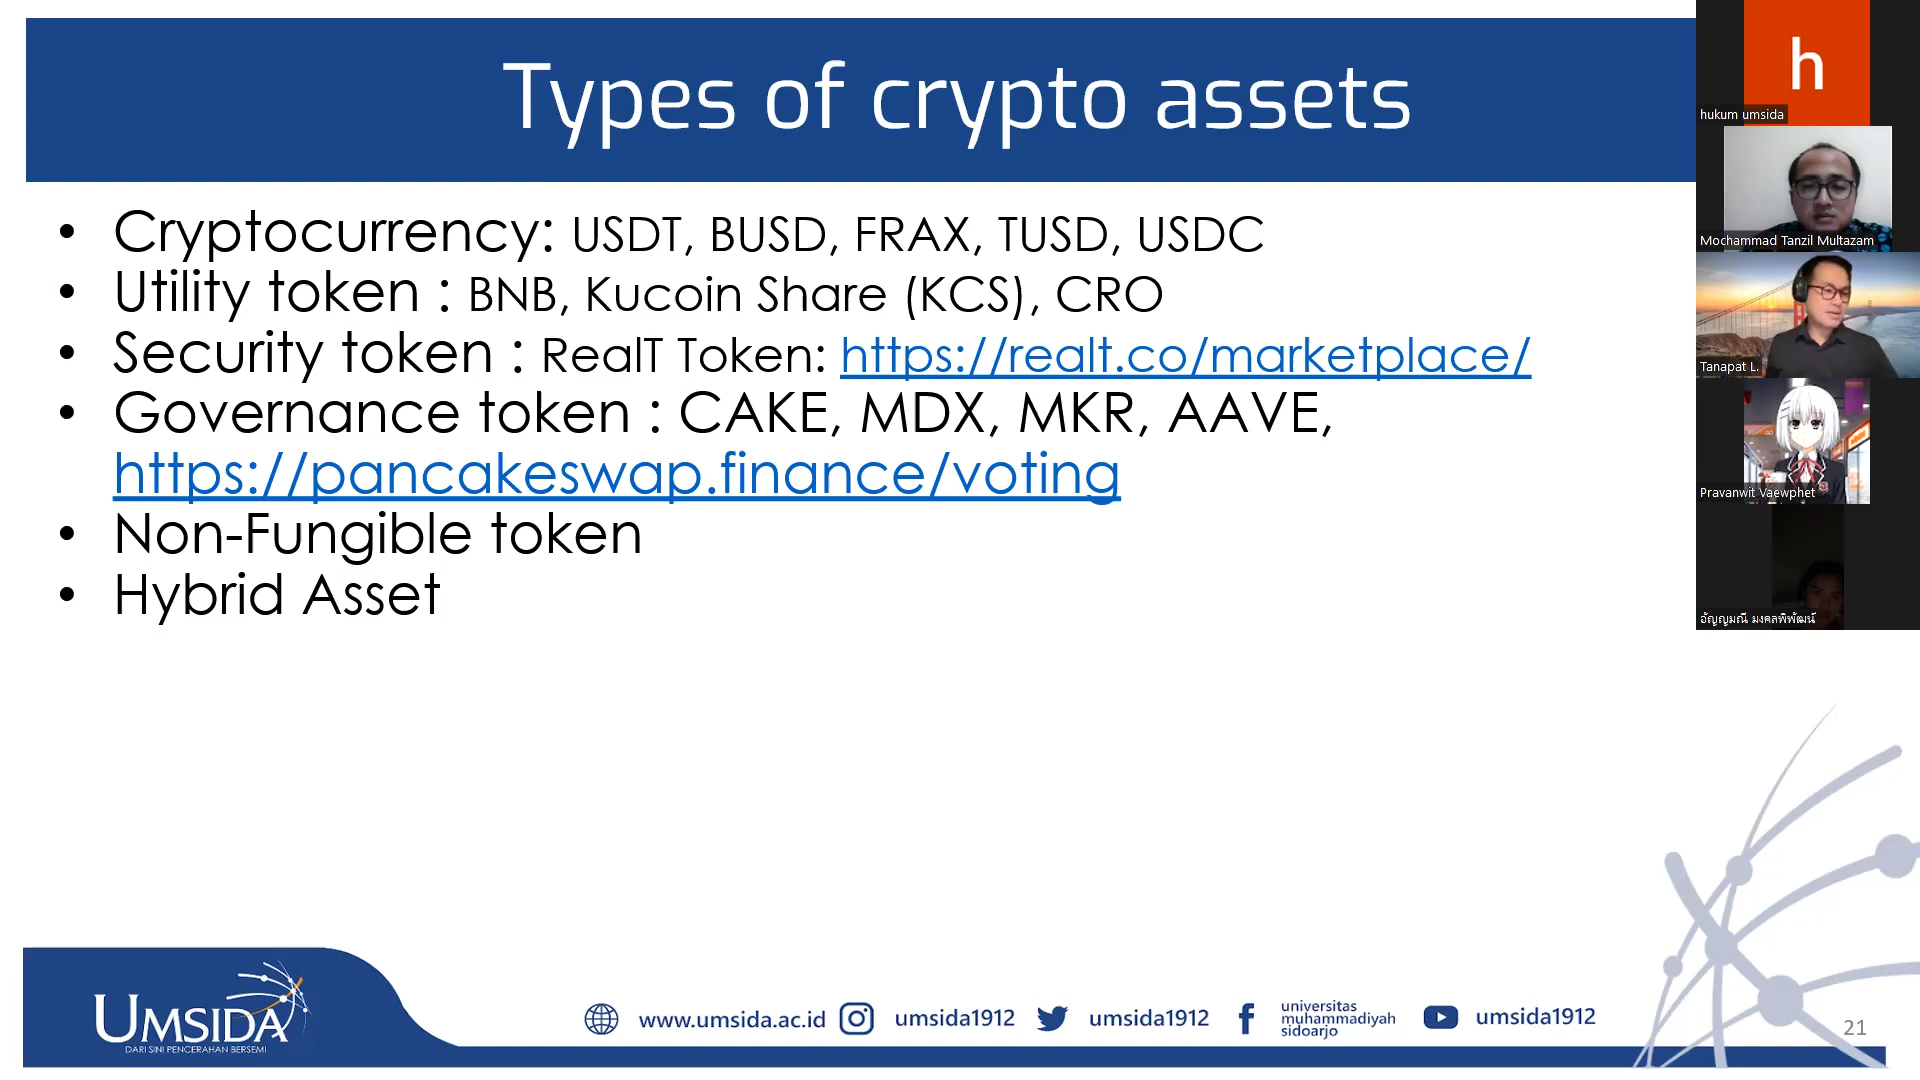 Types of crypto assets
• Cryptocurrency: USDT, BUSD, FRAX, TUSD, USDC
• Utility token : BNB, Kucoin Share (KCS), CRO
• Security token : RealT Token: https://realt.co/marketplace/
• Governance token : CAKE, MDX, MKR, AAVE,
https://pancakeswap.finance/voting
• Non-Fungible token
• Hybrid Asset
h
hukum umsida
Mochammad Tanzil Multazam
Tanapat L.
Pravanwit Vaewphet
อัญญมณี มงคลพิพัฒน์
UMSIDA
DARI SINI PENCERAHAN BERSEMI
www.umsida.ac.id
umsida1912
umsida1912
universitas
muhammadiyah
sidoarjo
umsida1912
21